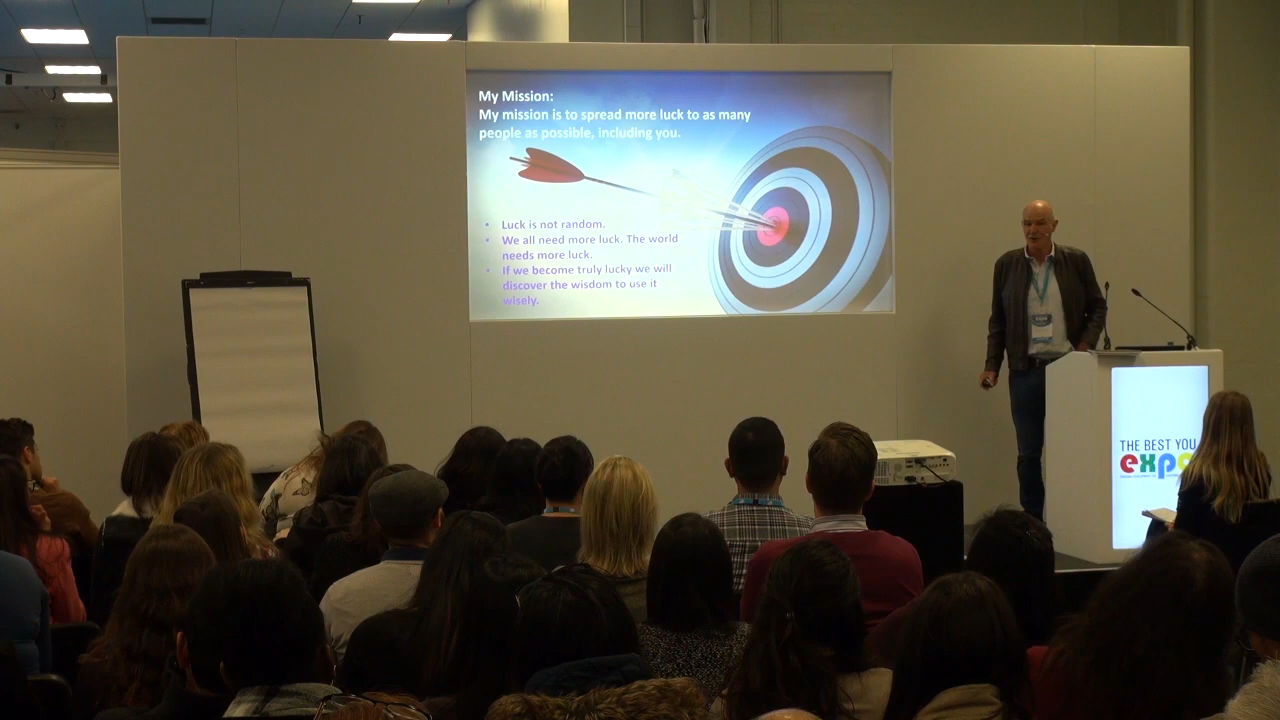 My Mission:
My mission is to spread more luck to as many
people as possible, including you.
• Luck is not random.
• We all need more luck. The world
needs more luck.
• If we become truly lucky we will
discover the wisdom to use it
wisely.
THE BEST YOU
expo